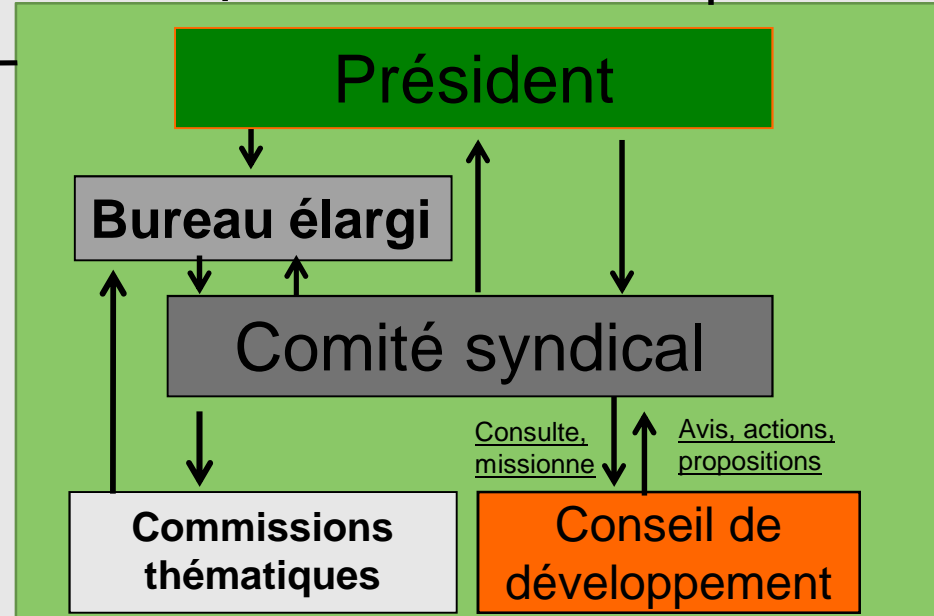 Président
Bureau élargi
Comité syndical
Consulte,
missionne
Avis, actions,
propositions
Commissions
thématiques
Conseil de
développement